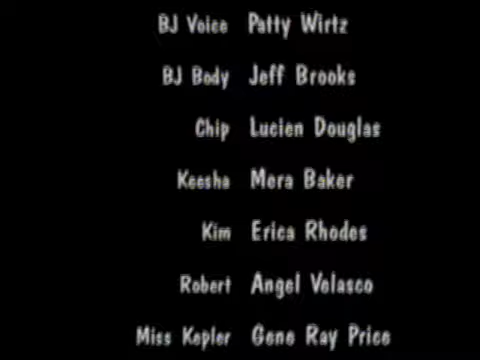 BJ Voice Patty Wirtz
BJ Body Jeff Brooks
Chip Lucien Douglas
Keesha Mera Baker
Kim Erica Rhodes
Robert Angel Velasco
Miss Kepler Gene Ray Price